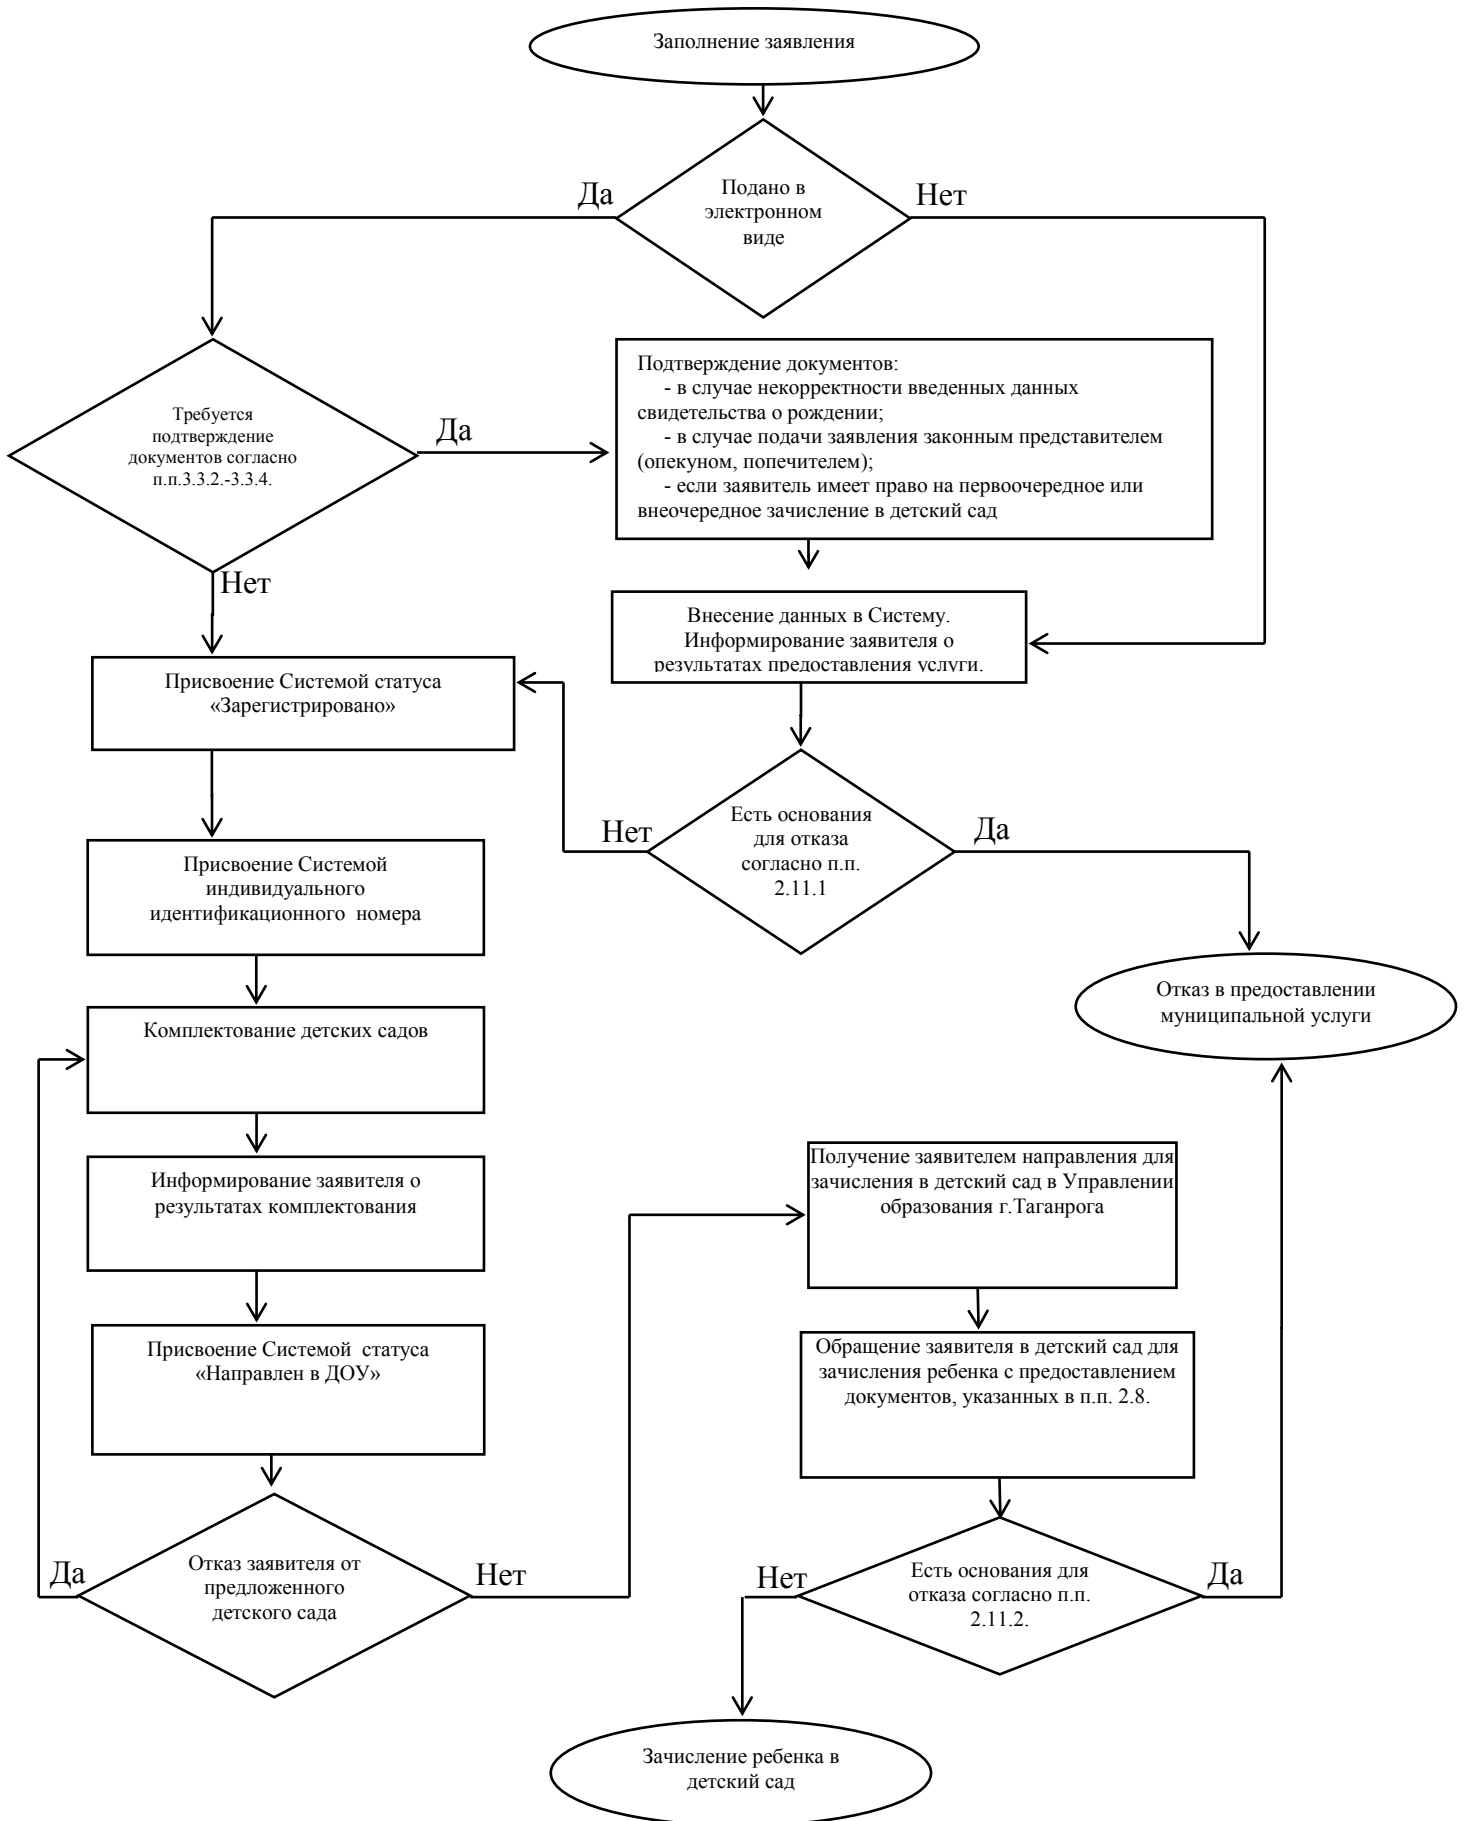 Заполнение заявления
Да
Подано в
электронном
виде
Нет
Требуется
подтверждение
документов согласно
п.п.3.3.2.-3.3.4.
Да
Подтверждение документов:
- в случае некорректности введенных данных
свидетельства о рождении;
- в случае подачи заявления законным представителем
(опекуном, попечителем);
- если заявитель имеет право на первоочередное или
внеочередное зачисление в детский сад
Нет
Внесение данных в Систему.
Информирование заявителя о
результатах предоставления услуги.
Присвоение Системой статуса
«Зарегистрировано»
Нет
Есть основания
для отказа
согласно п.п.
2.11.1
Да
Присвоение Системой
индивидуального
идентификационного номера
Отказ в предоставлении
муниципальной услуги
Комплектование детских садов
Информирование заявителя о
результатах комплектования
Получение заявителем направления для
зачисления в детский сад в Управлении
образования г.Таганрога
Присвоение Системой статуса
«Направлен в ДОУ»
Обращение заявителя в детский сад для
зачисления ребенка с предоставлением
документов, указанных в п.п. 2.8.
Да
Отказ заявителя от
предложенного
детского сада
Нет
Нет
Есть основания для
отказа согласно п.п.
2.11.2.
Да
Зачисление ребенка в
детский сад